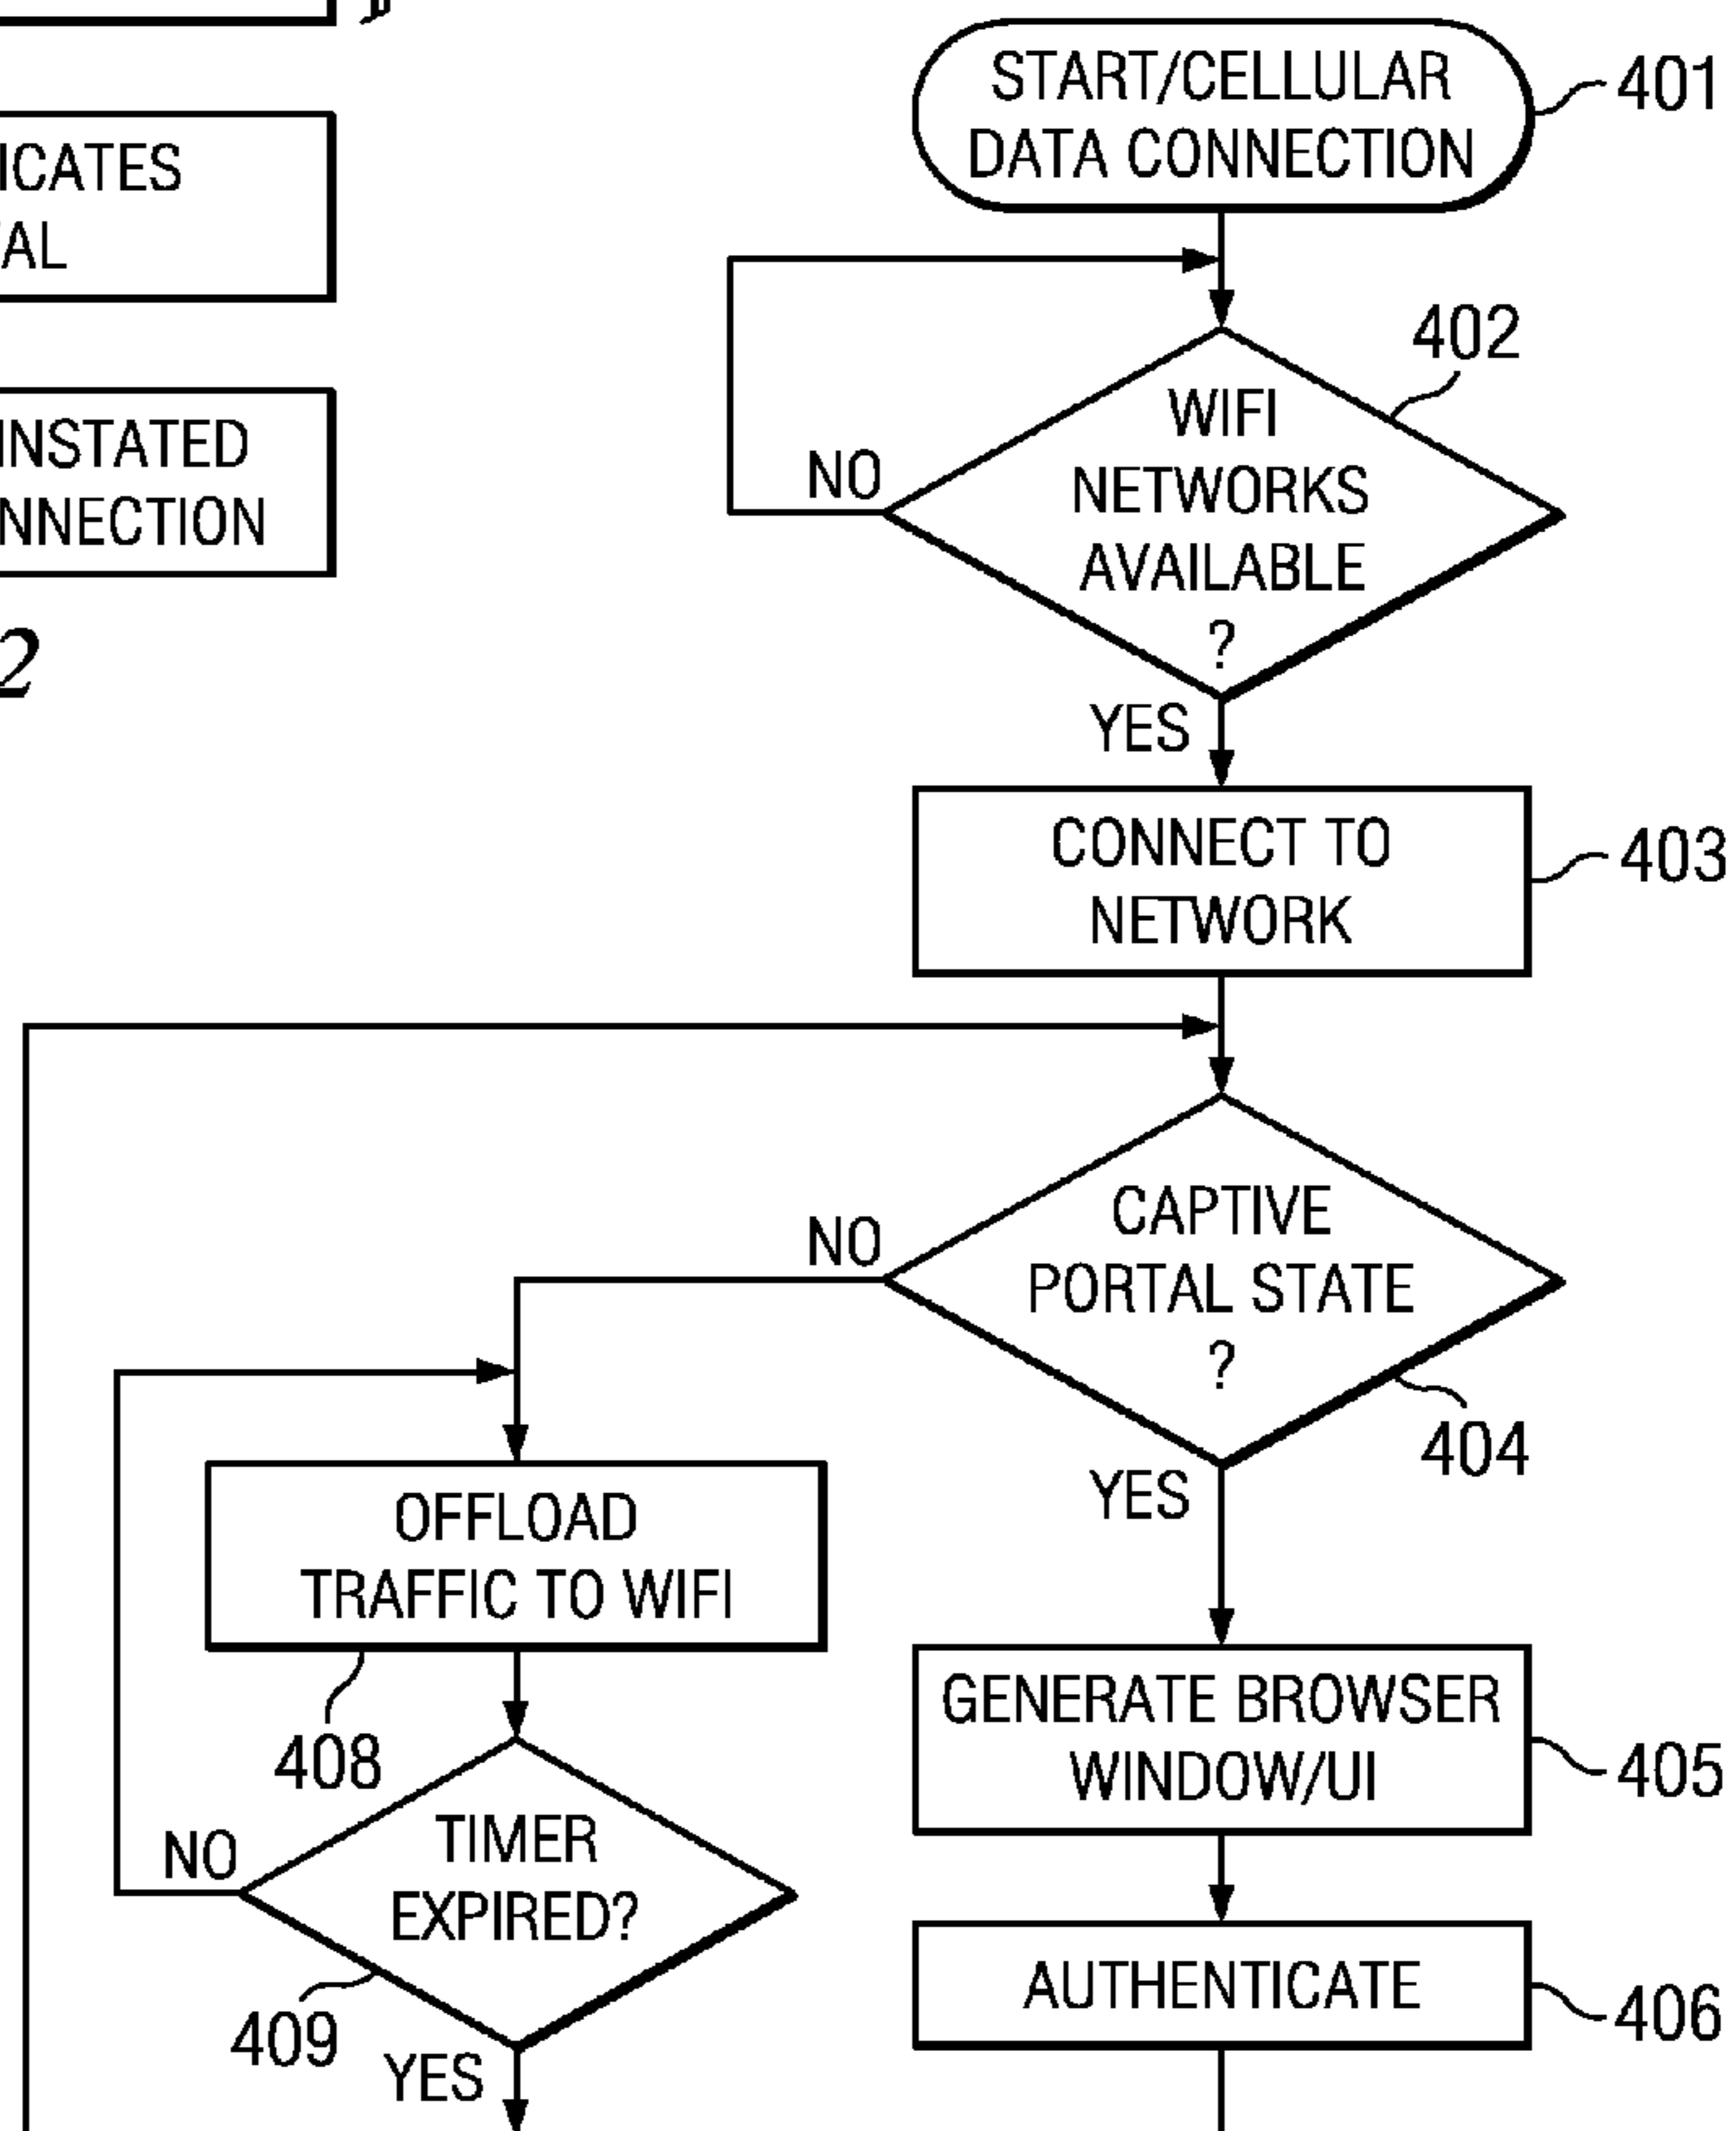 START/CELLULAR
DATA CONNECTION
401
ICATES
AL
402
WIFI
NETWORKS
AVAILABLE
?
NO
INSTATED
NNECTION
2
YES
CONNECT TO
NETWORK
403
CAPTIVE
PORTAL STATE
?
NO
404
YES
OFFLOAD
TRAFFIC TO WIFI
408
GENERATE BROWSER
WINDOW/UI
405
TIMER
EXPIRED?
NO
409
YES
AUTHENTICATE
406